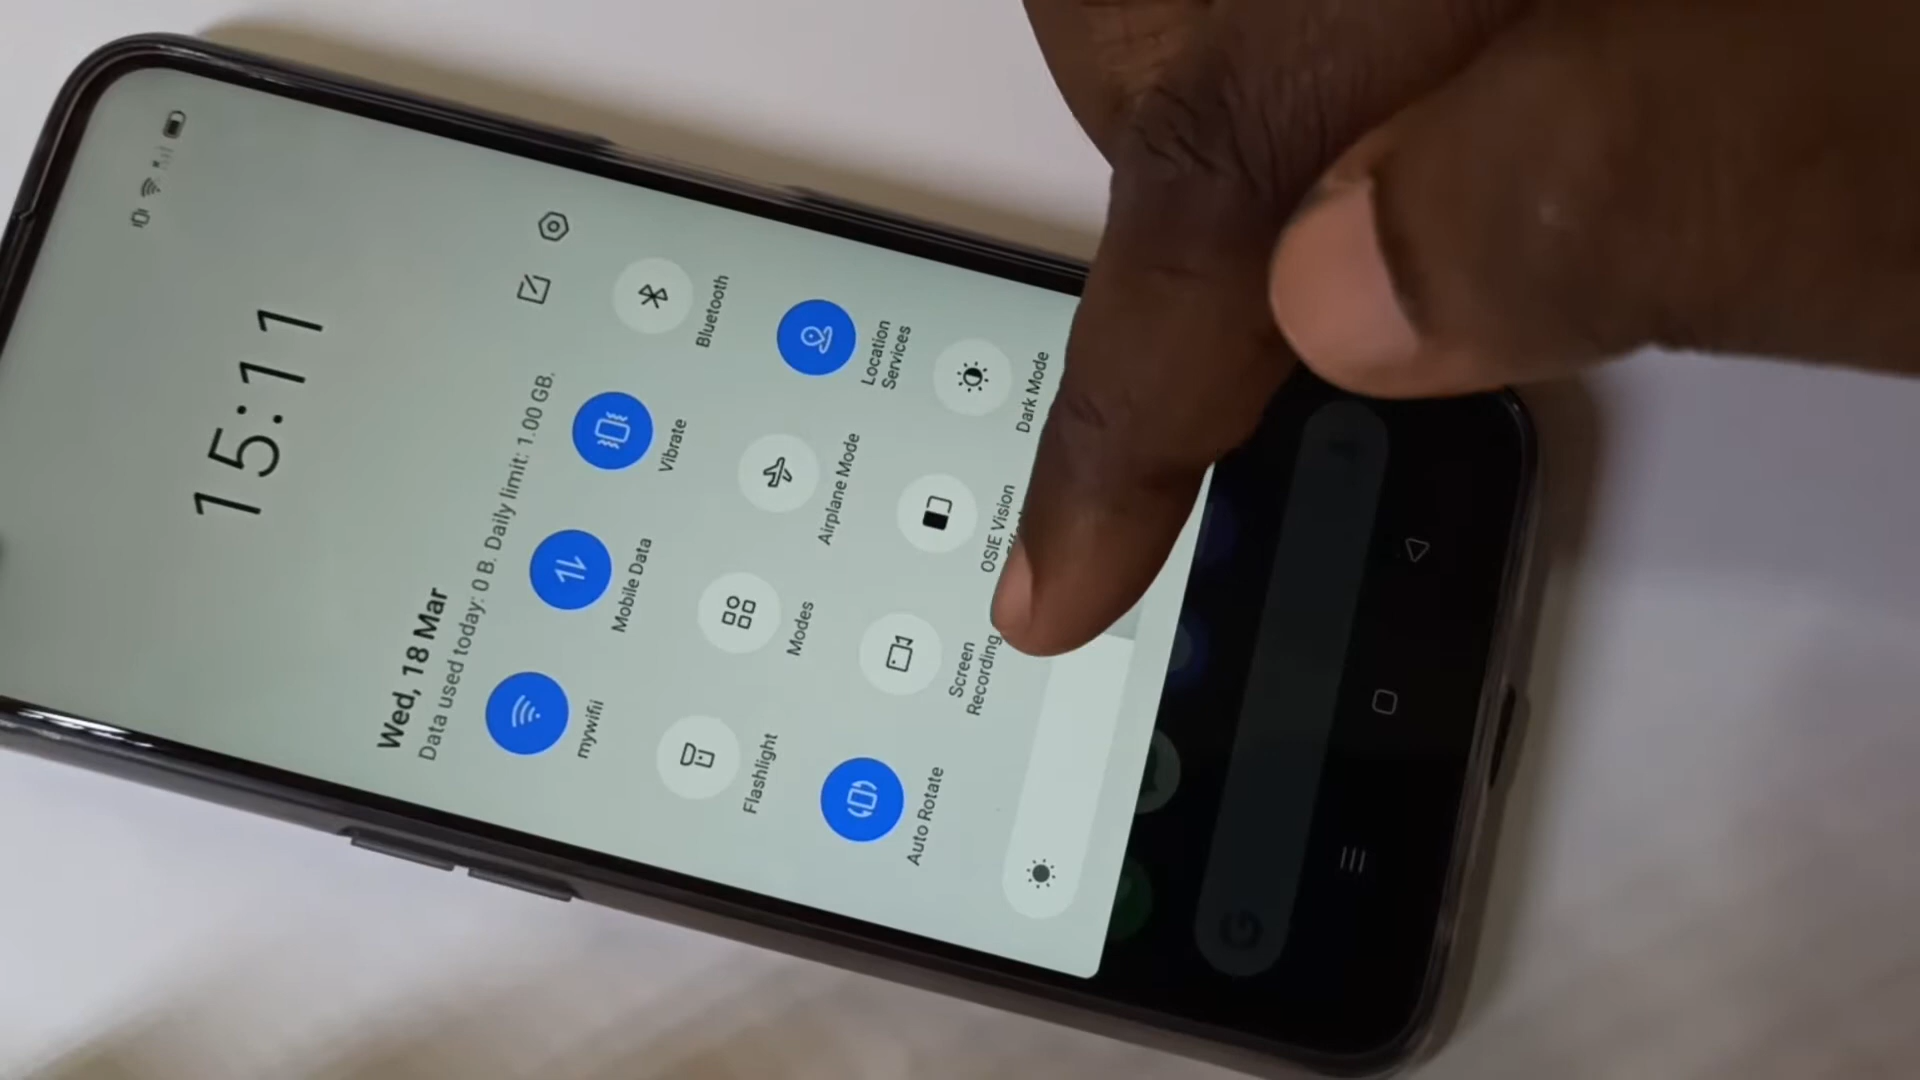 15:11
Wed, 18 Mar
Data used today: 0 B. Daily limit: 1.00 GB.
mywifii
Mobile Data
Vibrate
Bluetooth
Flashlight
Modes
Airplane Mode
Location
Services
Auto Rotate
Screen
Recording
OSIE Vision
Dark Mode
G